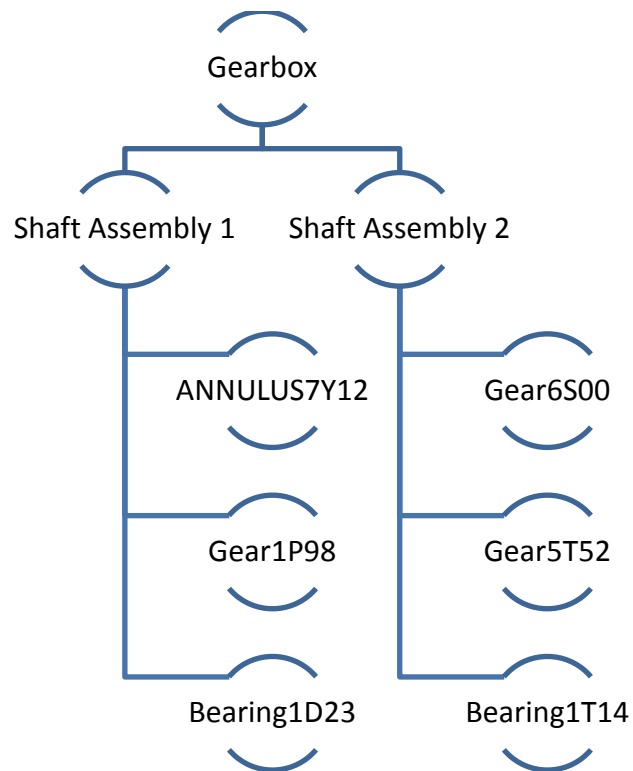 Gearbox
Shaft Assembly 1
Shaft Assembly 2
ANNULUS7Y12
Gear6S00
Gear1P98
Gear5T52
Bearing1D23
Bearing1T14